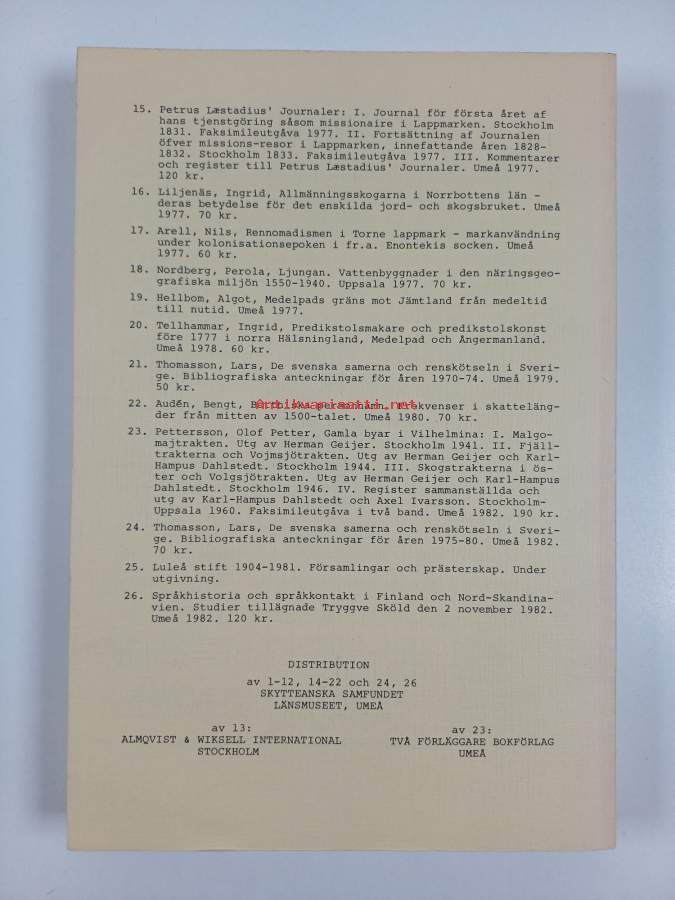 15. Petrus Læstadius' Journaler: I. Journal för första året af
hans tjenstgöring såsom missionaire i Lappmarken. Stockholm
1831. Faksimileutgåva 1977. II. Fortsättning af Journalen
öfver missions-resor i Lappmarken, innefattande åren 1828-
1832. Stockholm 1833. Faksimileutgåva 1977. III. Kommentarer
och register till Petrus Læstadius' Journaler. Umeå 1977.
120 kr.
16. Liljenäs, Ingrid, Allmänningsskogarna i Norrbottens län -
deras betydelse för det enskilda jord- och skogsbruket. Umeå
1977. 70 kr.
17. Arell, Nils, Rennomadismen i Torne lappmark - markanvändning
under kolonisationsepoken i fr.a. Enontekis socken. Umeå
1977. 60 kr.
18. Nordberg, Perola, Ljungan. Vattenbyggnader i den näringsgeo-
grafiska miljön 1550-1940. Uppsala 1977. 70 kr.
19. Hellbom, Algot, Medelpads gräns mot Jämtland från medeltid
till nutid. Umeå 1977.
20. Tellhammar, Ingrid, Predikstolsmakare och predikstolskonst
före 1777 i norra Hälsningland, Medelpad och Ångermanland.
Umeå 1978. 60 kr.
21. Thomasson, Lars, De svenska samerna och renskötseln i Sveri-
ge. Bibliografiska anteckningar för åren 1970-74. Umeå 1979.
50 kr.
22. Audén, Bengt, personnamn. i skatteläng-
der från mitten av 1500-talet. Umeå 1980. 70 kr.
Antikvariaatti.net
23. Pettersson, Olof Petter, Gamla byar i Vilhelmina: I. Malgo-
majtrakten. Utg av Herman Geijer. Stockholm 1941. II. Fjäll-
trakterna och Vojmsjötrakten. Utg av Herman Geijer och Karl-
Hampus Dahlstedt. Stockholm 1944. III. Skogstrakterna i ös-
ter och Volgsjötrakten. Utg av Herman Geijer och Karl-Hampus
Dahlstedt. Stockholm 1946. IV. Register sammanställda och
utg av Karl-Hampus Dahlstedt och Axel Ivarsson. Stockholm-
Uppsala 1960. Faksimileutgåva i två band. Umeå 1982. 190 kr.
24. Thomasson, Lars, De svenska samerna och renskötseln i Sveri-
ge. Bibliografiska anteckningar för åren 1975-80. Umeå 1982.
70 kr.
25. Luleå stift 1904-1981. Församlingar och prästerskap. Under
utgivning.
26. Språkhistoria och språkkontakt i Finland och Nord-Skandina-
vien. Studier tillägnade Tryggve Sköld den 2 november 1982.
Umeå 1982. 120 kr.
DISTRIBUTION
av 1-12, 14-22 och 24, 26
SKYTTEANSKA SAMFUNDET
LÄNSMUSEET, UMEÅ
av 13:
ALMQVIST & WIKSELL INTERNATIONAL
STOCKHOLM
av 23:
TVÅ FÖRLÄGGARE BOKFÖRLAG
UMEÅ